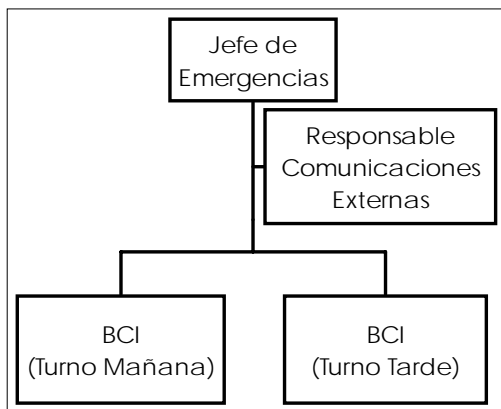 Jefe de
Emergencias
Responsable
Comunicaciones
Externas
BCI
(Turno Mañana)
BCI
(Turno Tarde)